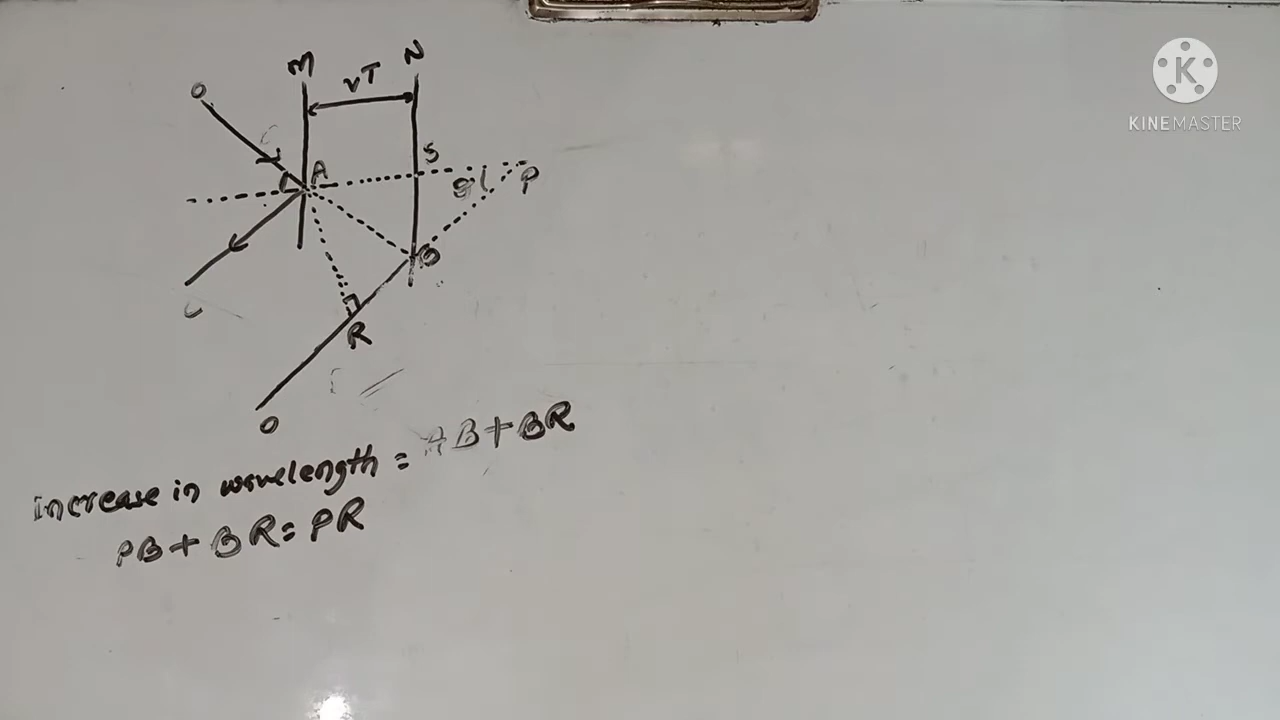 M
N
vT
O
A
S
P
B
R
O
increase in wavelength = AB+BR
PB+BR=PR
KINEMASTER